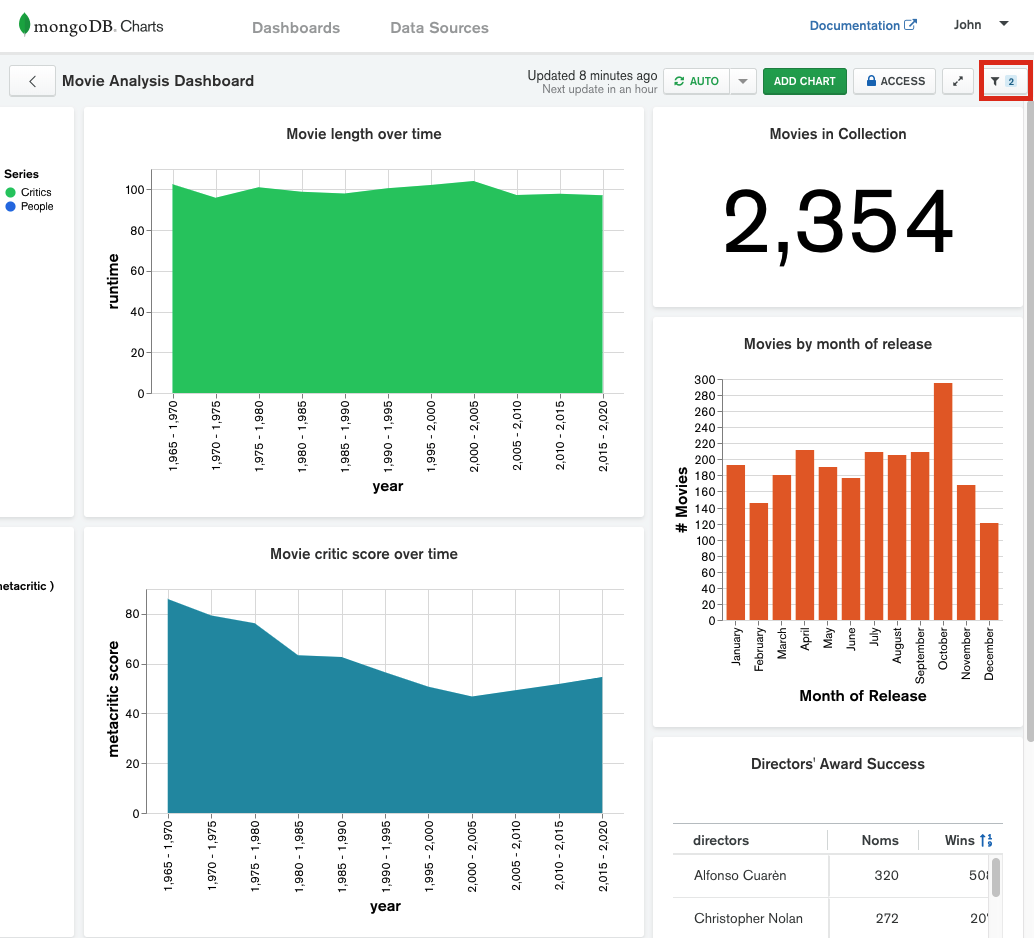 mongoDB. Charts
Dashboards
Data Sources
Documentation
John
Movie Analysis Dashboard
Updated 8 minutes ago
Next update in an hour
AUTO
ADD CHART
ACCESS
2
Series
Critics
People
Movie length over time
runtime
100
80
60
40
20
0
1,965 - 1,970
1,970 - 1,975
1,975 - 1,980
1,980 - 1,985
1,985 - 1,990
1,990 - 1,995
1,995 - 2,000
2,000 - 2,005
2,005 - 2,010
2,010 - 2,015
2,015 - 2,020
year
Movies in Collection
2,354
Movies by month of release
# Movies
300
280
260
240
220
200
180
160
140
120
100
80
60
40
20
0
January
February
March
April
May
June
July
August
September
October
November
December
Month of Release
etacritic )
Movie critic score over time
metacritic score
80
60
40
20
0
1,965 - 1,970
1,970 - 1,975
1,975 - 1,980
1,980 - 1,985
1,985 - 1,990
1,990 - 1,995
1,995 - 2,000
2,000 - 2,005
2,005 - 2,010
2,010 - 2,015
2,015 - 2,020
year
Directors' Award Success
directors Noms Wins
Alfonso Cuarèn 320
Christopher Nolan 272